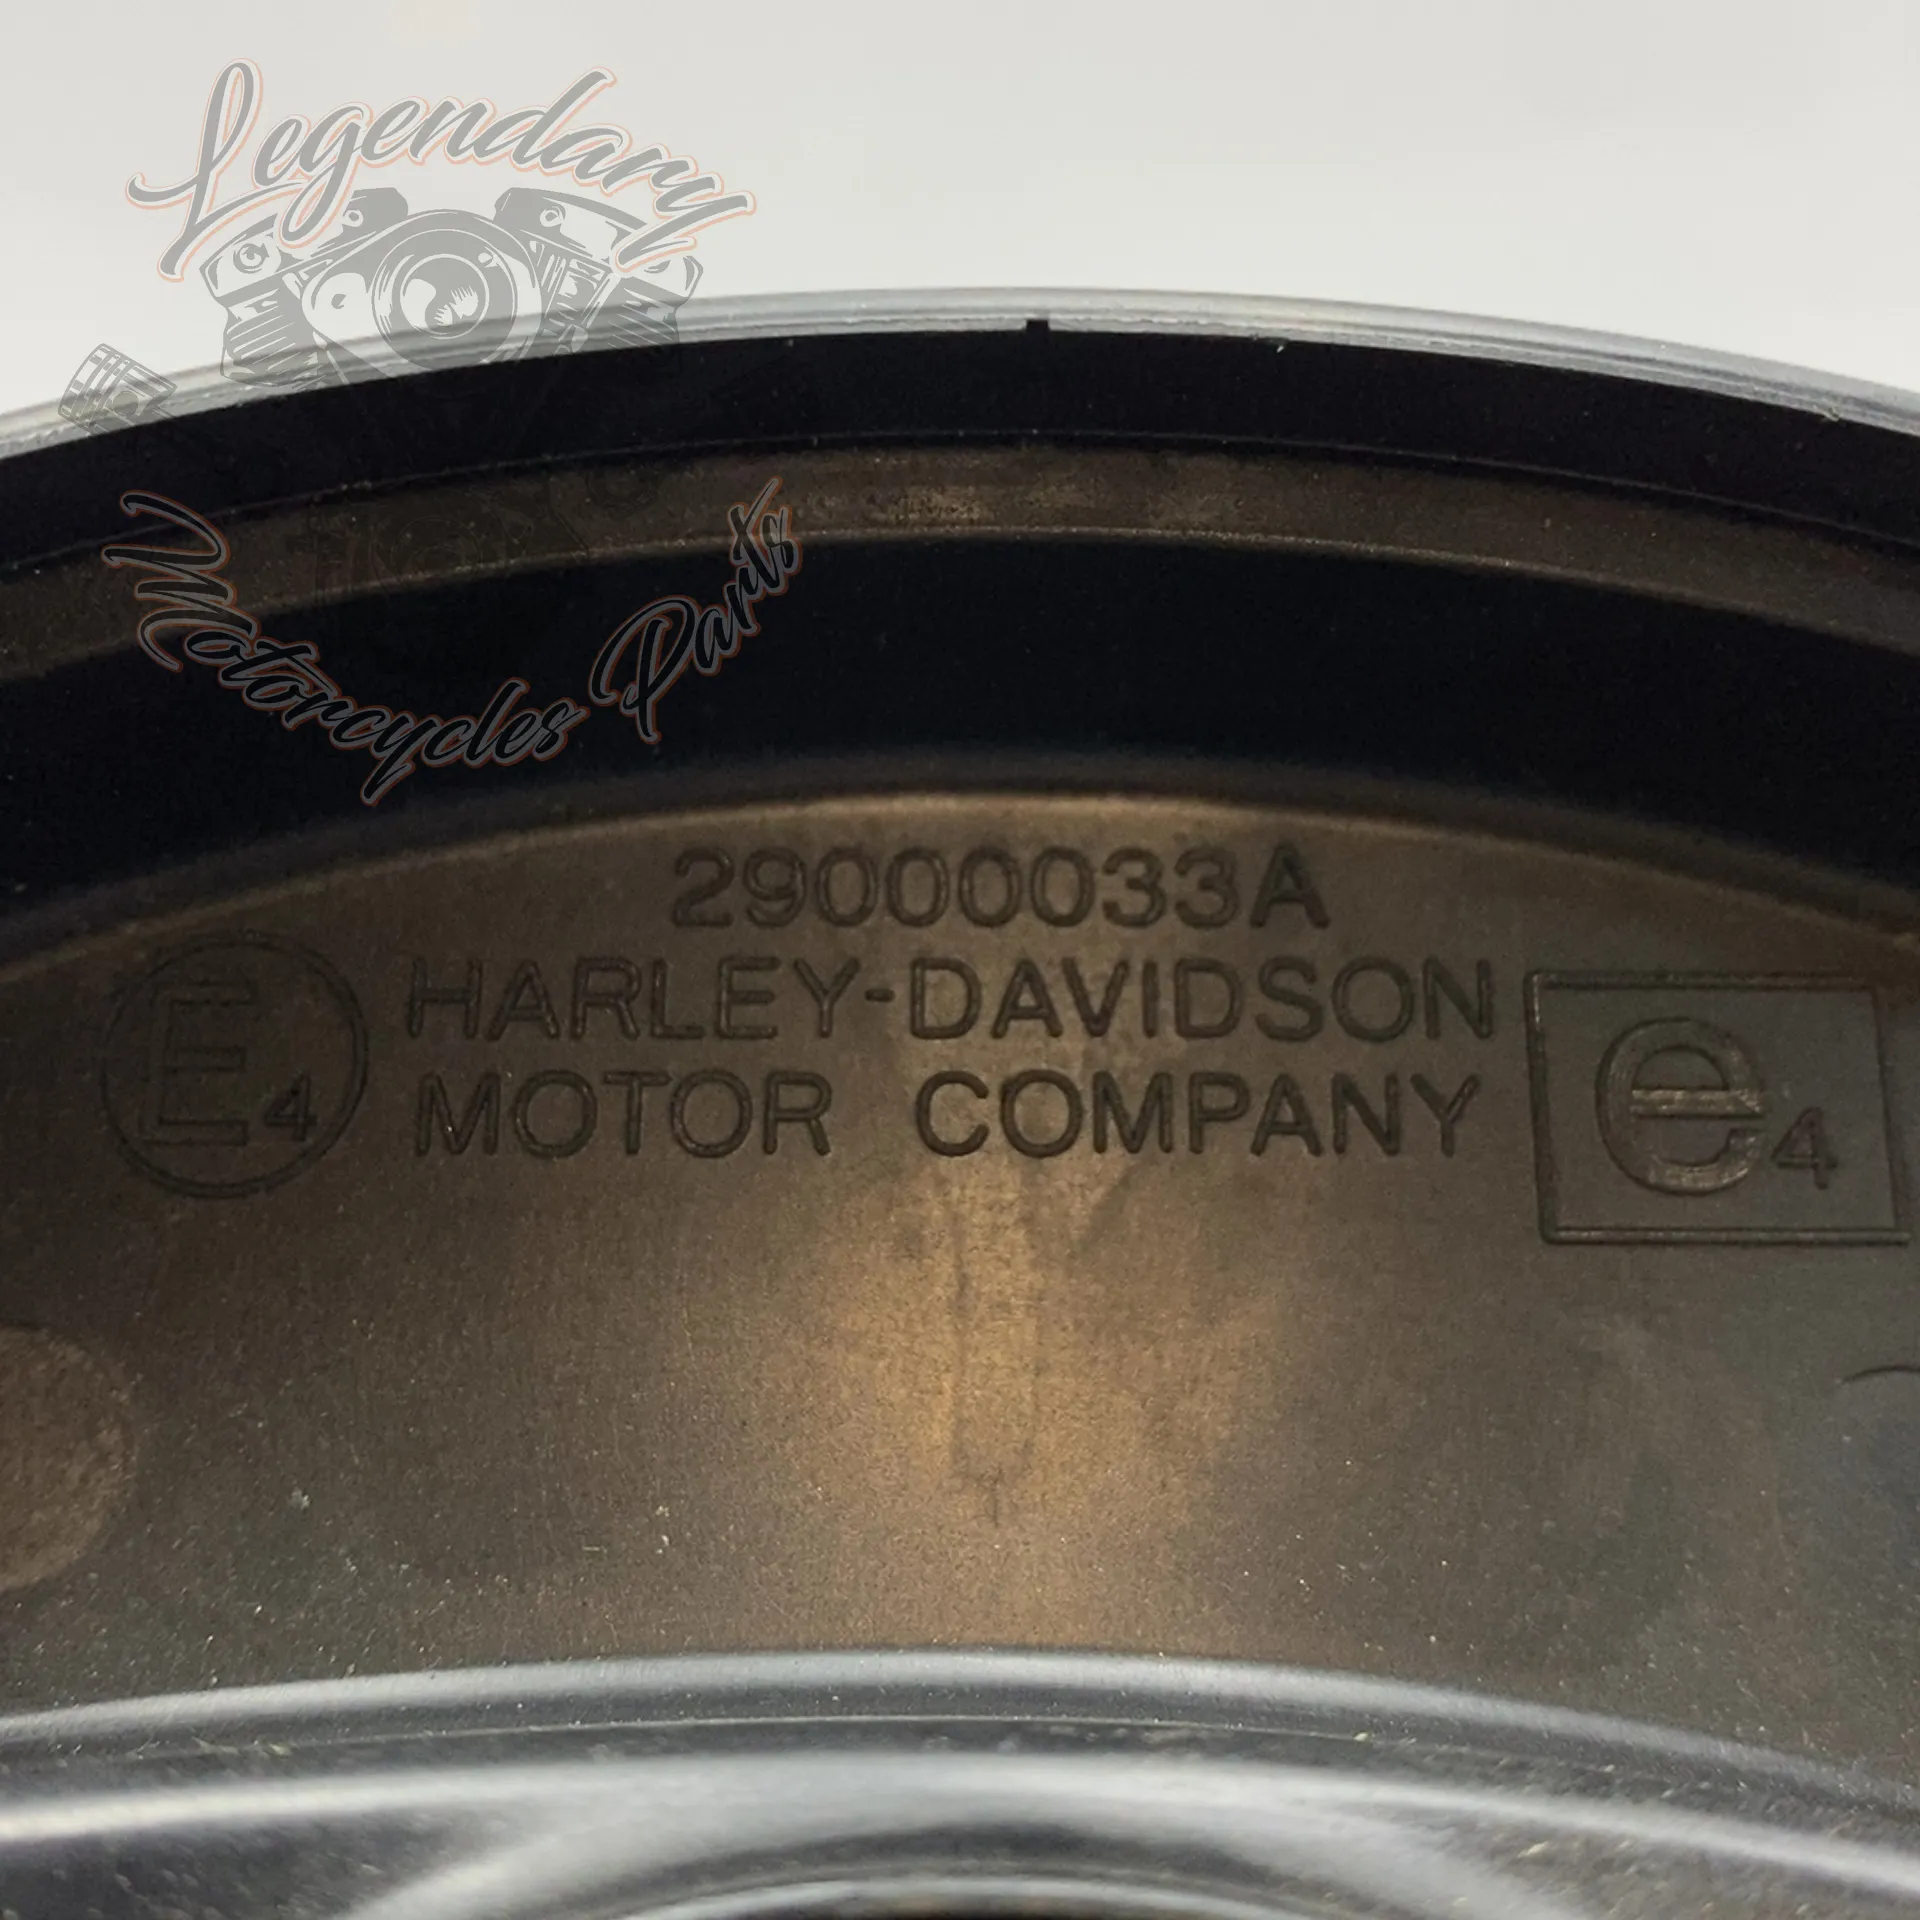 Legendary
Motorcycles Parts
29000033A
HARLEY-DAVIDSON
MOTOR COMPANY
E4
e4